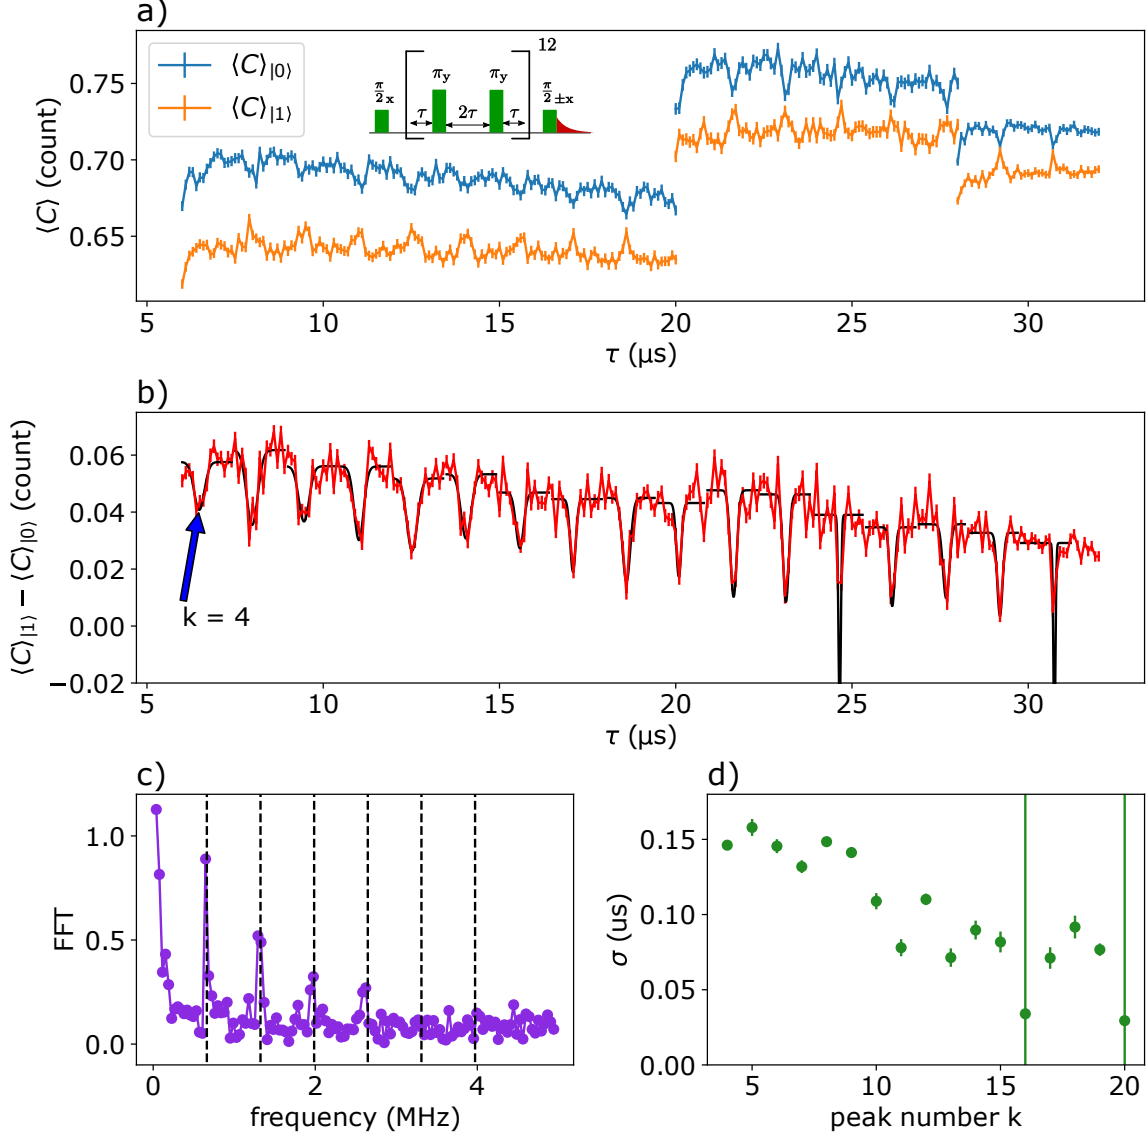 a)
⟨C⟩|0⟩
⟨C⟩|1⟩
π/2 x
τ
πy
2τ
πy
τ
12
π/2 ±x
⟨C⟩ (count)
0.75
0.70
0.65
5 10 15 20 25 30
τ (μs)
b)
⟨C⟩|1⟩ − ⟨C⟩|0⟩ (count)
0.06
0.04
0.02
0.00
−0.02
k = 4
5 10 15 20 25 30
τ (μs)
c)
FFT
1.0
0.5
0.0
0 2 4
frequency (MHz)
d)
σ (us)
0.15
0.10
0.05
0.00
5 10 15 20
peak number k